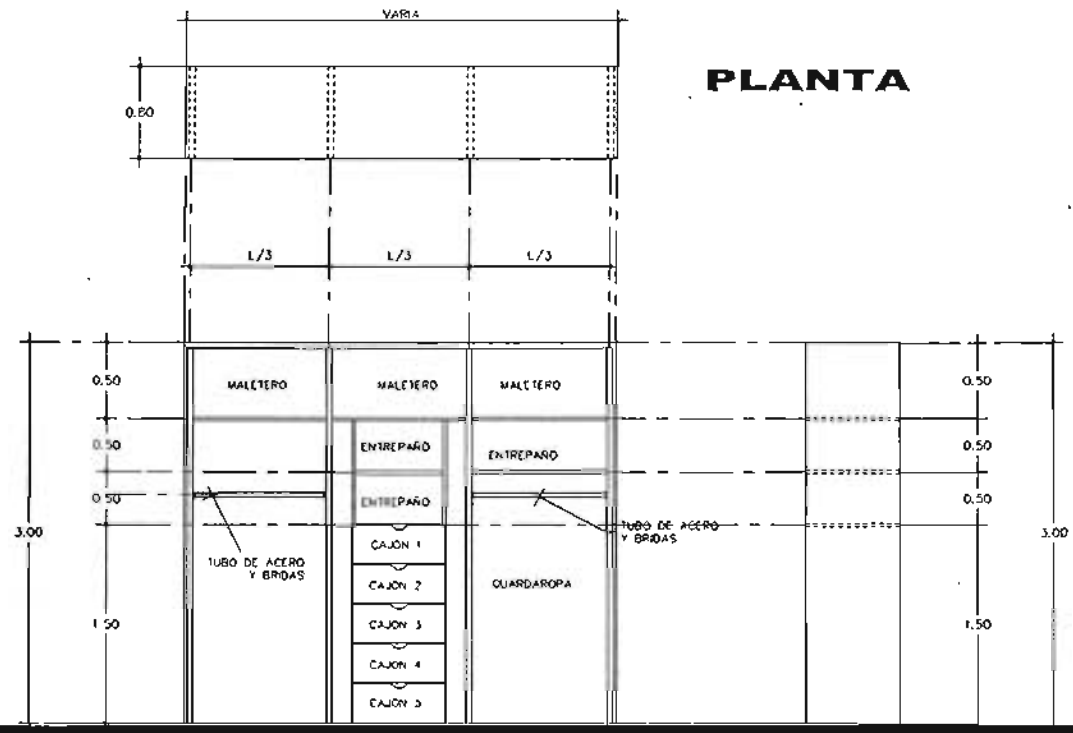 VARIA
PLANTA
0.60
L/3 L/3 L/3
0.50 MALETERO MALETERO MALETERO 0.50
0.50 ENTREPAÑO ENTREPAÑO 0.50
0.50 ENTREPAÑO 0.50
3.00 TUBO DE ACERO
Y BRIDAS
TUBO DE ACERO
Y BRIDAS
3.00
CAJON 1
CAJON 2 GUARDAROPA
1.50 CAJON 3 1.50
CAJON 4
CAJON 5